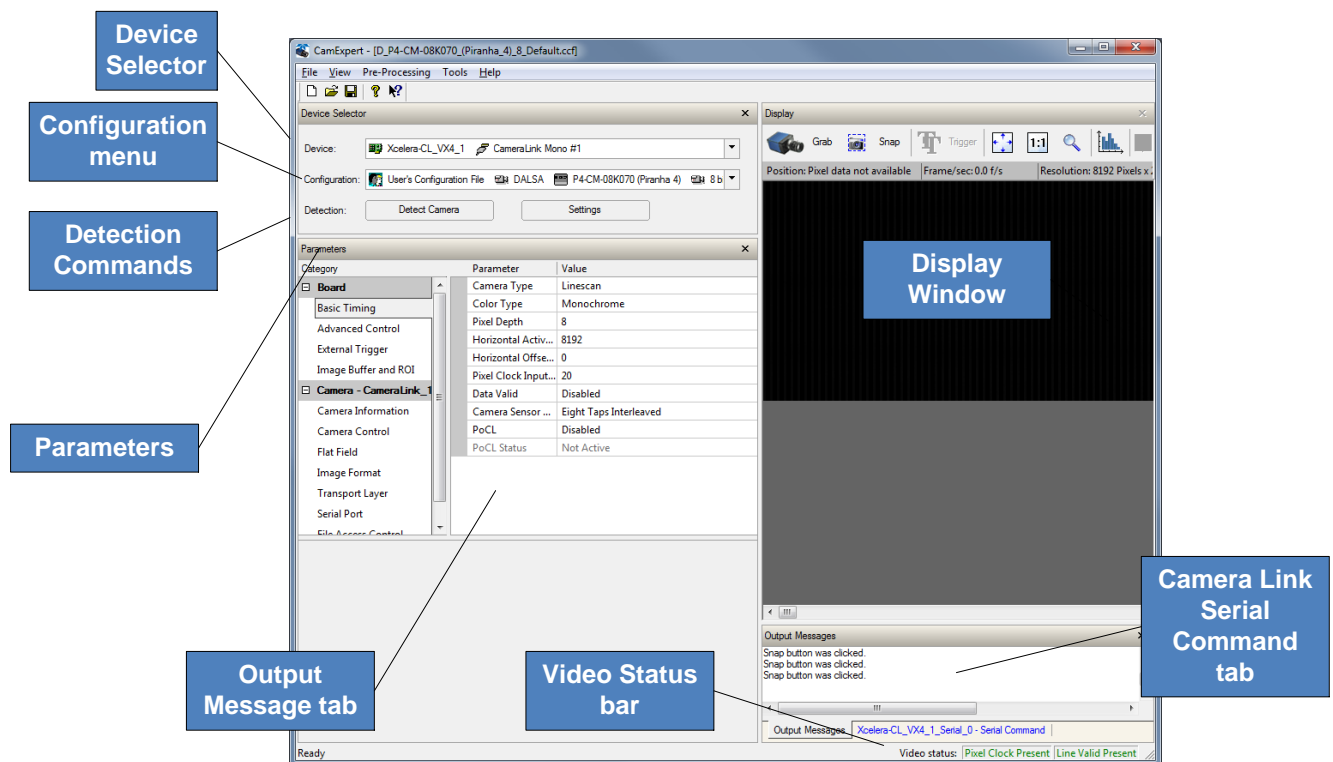 Device
Selector
Configuration
menu
Detection
Commands
Parameters
Output
Message tab
Video Status
bar
Display
Window
Camera Link
Serial
Command
tab
CamExpert - [D_P4-CM-08K070_(Piranha_4)_8_Default.ccf]
File View Pre-Processing Tools Help
Device Selector
Device: Xcelera-CL_VX4_1 CameraLink Mono #1
Configuration: User's Configuration File DALSA P4-CM-08K070 (Piranha 4) 8 b
Detection: Detect Camera Settings
Parameters
Category Parameter Value
Board
Basic Timing
Advanced Control
External Trigger
Image Buffer and ROI
Camera - CameraLink_1
Camera Information
Camera Control
Flat Field
Image Format
Transport Layer
Serial Port
File Access Control
Camera Type Linescan
Color Type Monochrome
Pixel Depth 8
Horizontal Activ... 8192
Horizontal Offse... 0
Pixel Clock Input... 20
Data Valid Disabled
Camera Sensor ... Eight Taps Interleaved
PoCL Disabled
PoCL Status Not Active
Display
Grab Snap Trigger 1:1
Position: Pixel data not available Frame/sec: 0.0 f/s Resolution: 8192 Pixels x
Output Messages
Snap button was clicked.
Snap button was clicked.
Snap button was clicked.
Output Messages Xcelera-CL_VX4_1_Serial_0 - Serial Command
Ready
Video status: Pixel Clock Present Line Valid Present